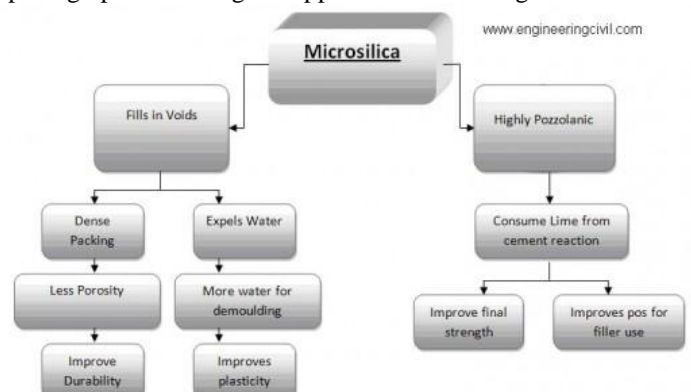 www.engineeringcivil.com
Microsilica
Fills in Voids
Highly Pozzolanic
Dense
Packing
Expels Water
Consume Lime from
cement reaction
Less Porosity
More water for
demoulding
Improve final
strength
Improves pos for
filler use
Improve
Durability
Improves
plasticity